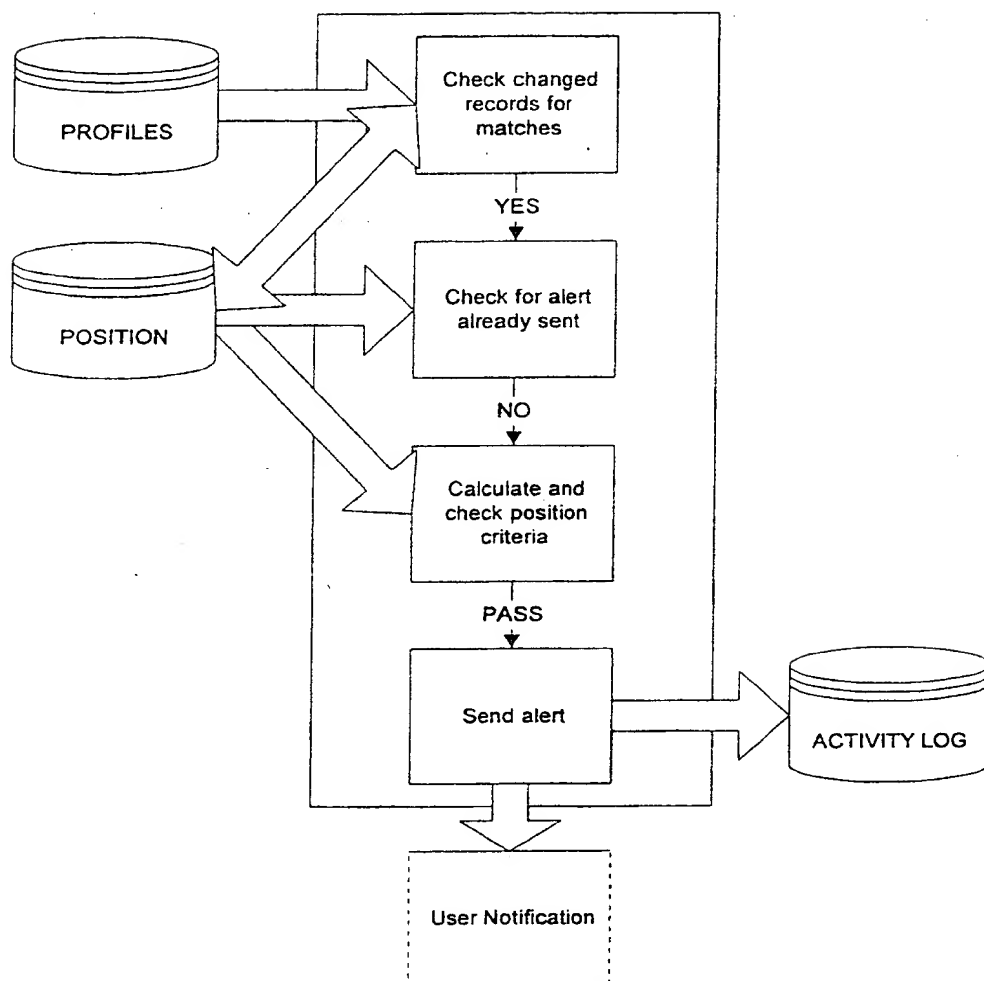 Check changed
records for
matches
PROFILES
YES
Check for alert
already sent
POSITION
NO
Calculate and
check position
criteria
PASS
Send alert
ACTIVITY LOG
User Notification